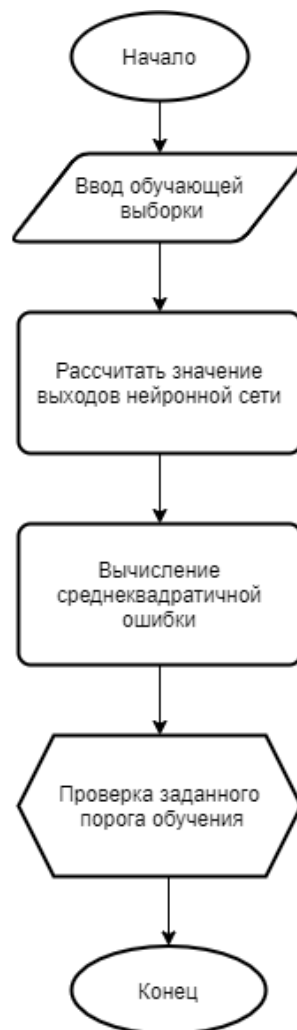 Начало
Ввод обучающей
выборки
Рассчитать значение
выходов нейронной сети
Вычисление
среднеквадратичной
ошибки
Проверка заданного
порога обучения
Конец